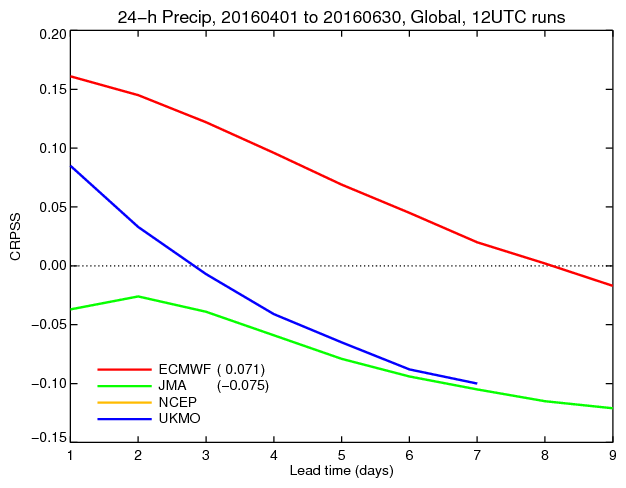 24-h Precip, 20160401 to 20160630, Global, 12UTC runs
0.20
0.15
0.10
0.05
0.00
-0.05
-0.10
-0.15
CRPSS
ECMWF ( 0.071)
JMA (-0.075)
NCEP
UKMO
1 2 3 4 5 6 7 8 9
Lead time (days)